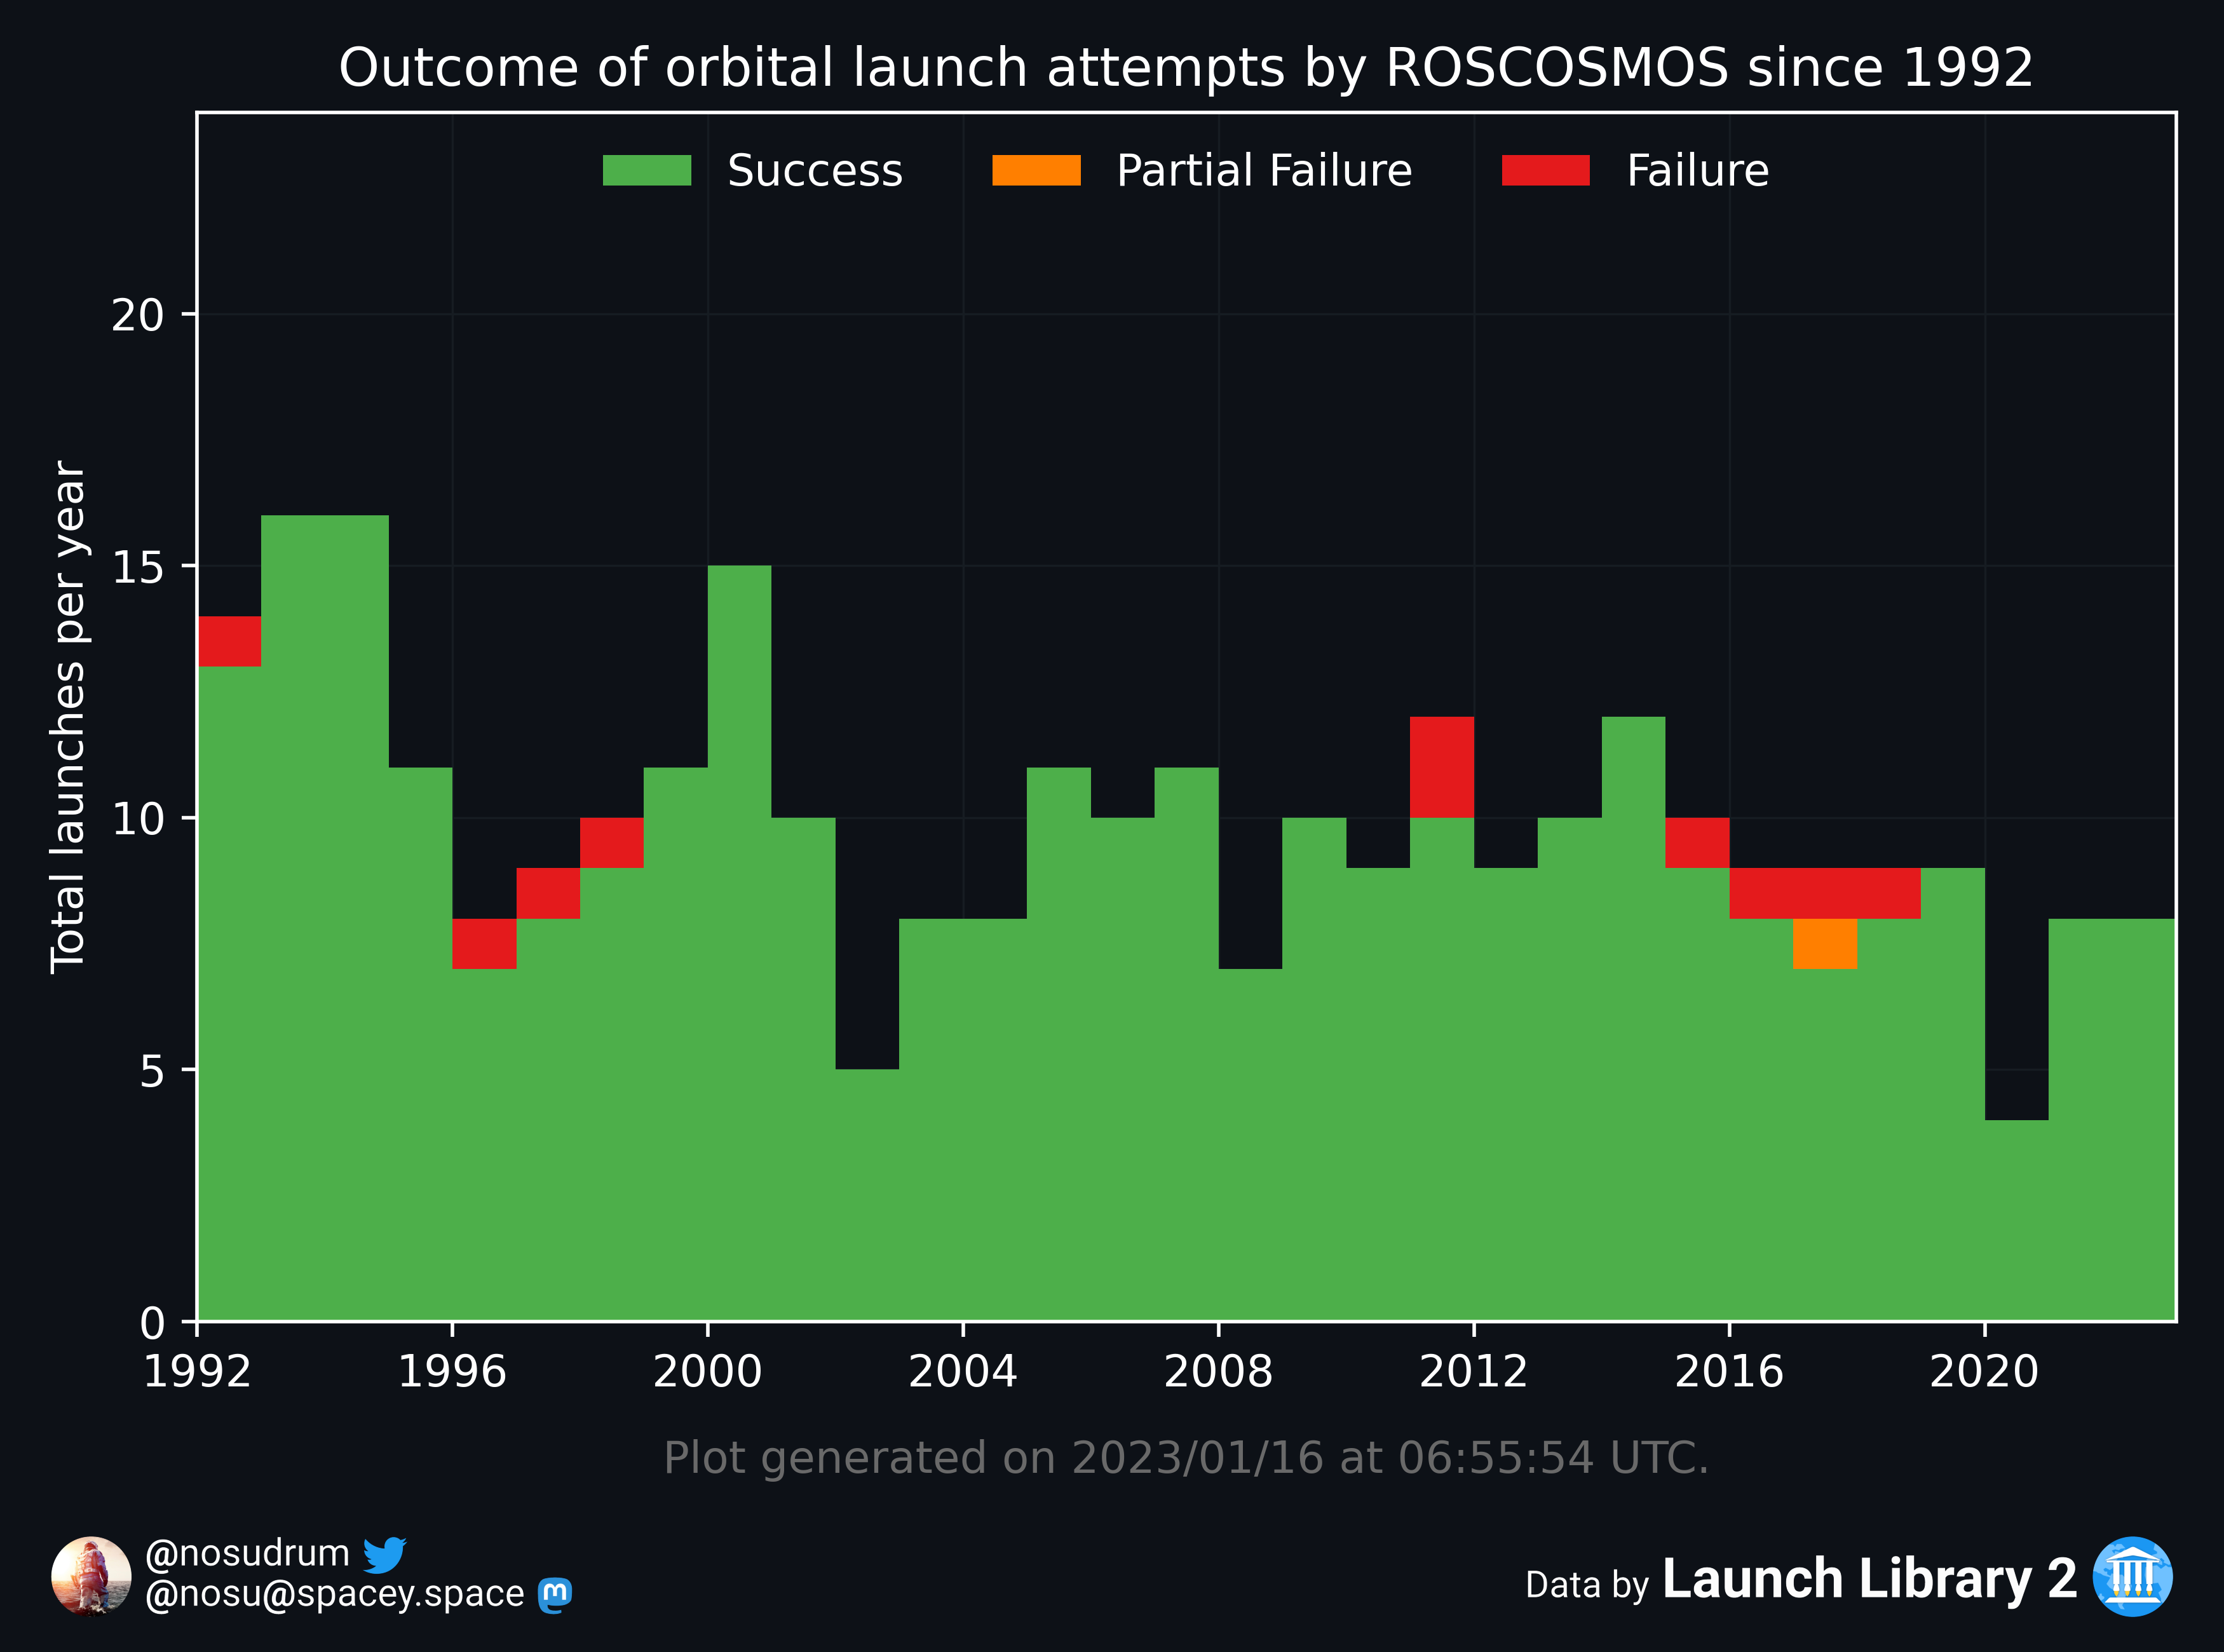 Outcome of orbital launch attempts by ROSCOSMOS since 1992
Success Partial Failure Failure
Total launches per year
20
15
10
5
0
1992 1996 2000 2004 2008 2012 2016 2020
Plot generated on 2023/01/16 at 06:55:54 UTC.
@nosudrum
@nosu@spacey.space
Data by Launch Library 2